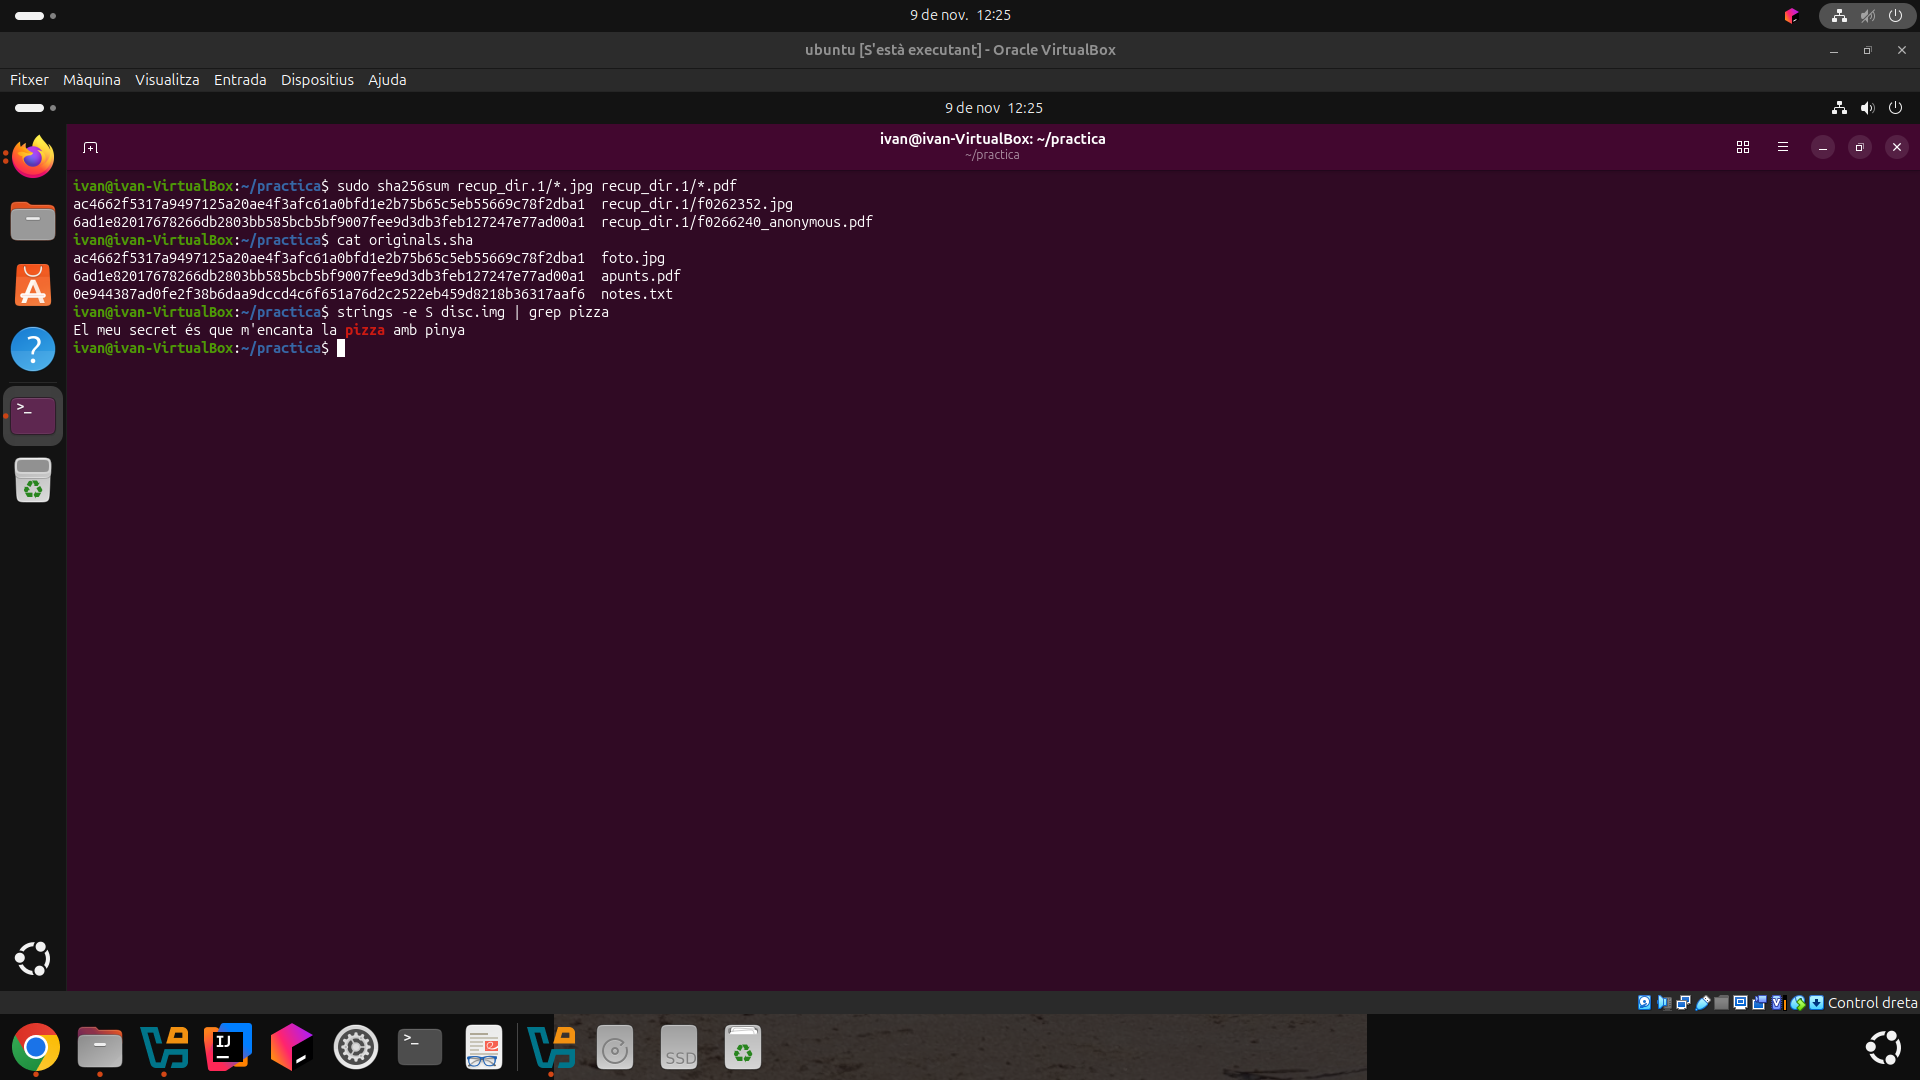 9 de nov. 12:25
ubuntu [S'està executant] - Oracle VirtualBox
Fitxer Màquina Visualitza Entrada Dispositius Ajuda
9 de nov 12:25
ivan@ivan-VirtualBox: ~/practica
~/practica
ivan@ivan-VirtualBox:~/practica$ sudo sha256sum recup_dir.1/*.jpg recup_dir.1/*.pdf
ac4662f5317a9497125a20ae4f3afc61a0bfd1e2b75b65c5eb55669c78f2dba1  recup_dir.1/f0262352.jpg
6ad1e82017678266db2803bb585bcb5bf9007fee9d3db3feb127247e77ad00a1  recup_dir.1/f0266240_anonymous.pdf
ivan@ivan-VirtualBox:~/practica$ cat originals.sha
ac4662f5317a9497125a20ae4f3afc61a0bfd1e2b75b65c5eb55669c78f2dba1  foto.jpg
6ad1e82017678266db2803bb585bcb5bf9007fee9d3db3feb127247e77ad00a1  apunts.pdf
0e944387ad0fe2f38b6daa9dccd4c6f651a76d2c2522eb459d8218b36317aaf6  notes.txt
ivan@ivan-VirtualBox:~/practica$ strings -e S disc.img | grep pizza
El meu secret és que m'encanta la pizza amb pinya
ivan@ivan-VirtualBox:~/practica$
Control dreta
IJ
SSD